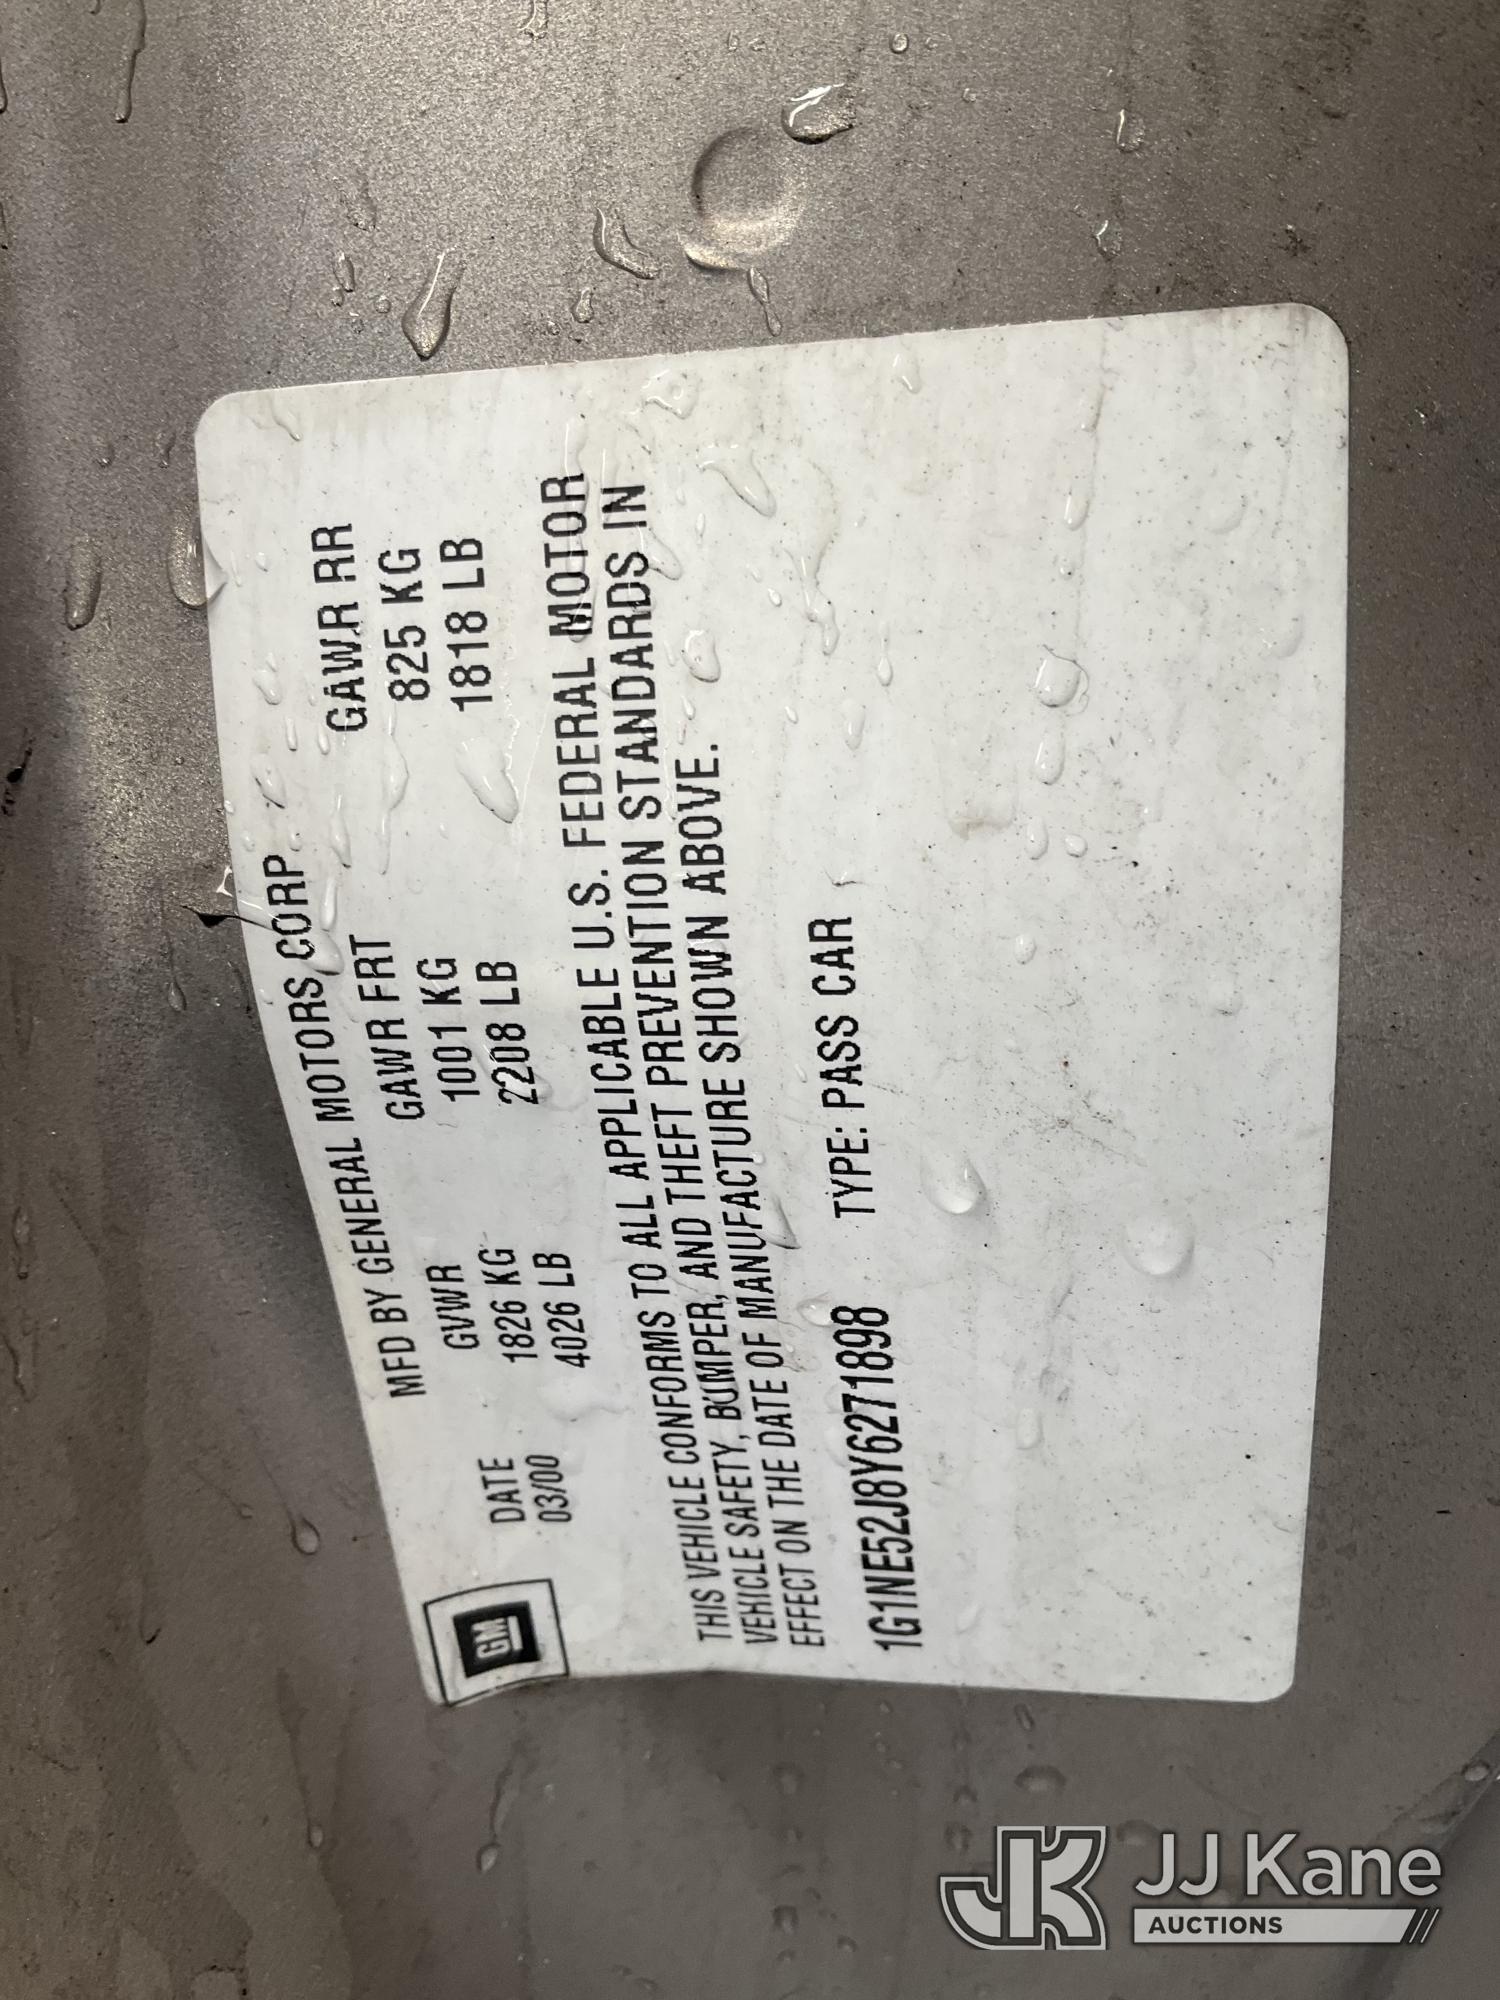 GM
MFD BY GENERAL MOTORS CORP
DATE GVWR GAWR FRT GAWR RR
03/00 1826 KG 1001 KG 825 KG
4026 LB 2208 LB 1818 LB
THIS VEHICLE CONFORMS TO ALL APPLICABLE U.S. FEDERAL MOTOR
VEHICLE SAFETY, BUMPER, AND THEFT PREVENTION STANDARDS IN
EFFECT ON THE DATE OF MANUFACTURE SHOWN ABOVE.
1G1NE52J8Y6271898 TYPE: PASS CAR
JK JJ Kane
AUCTIONS